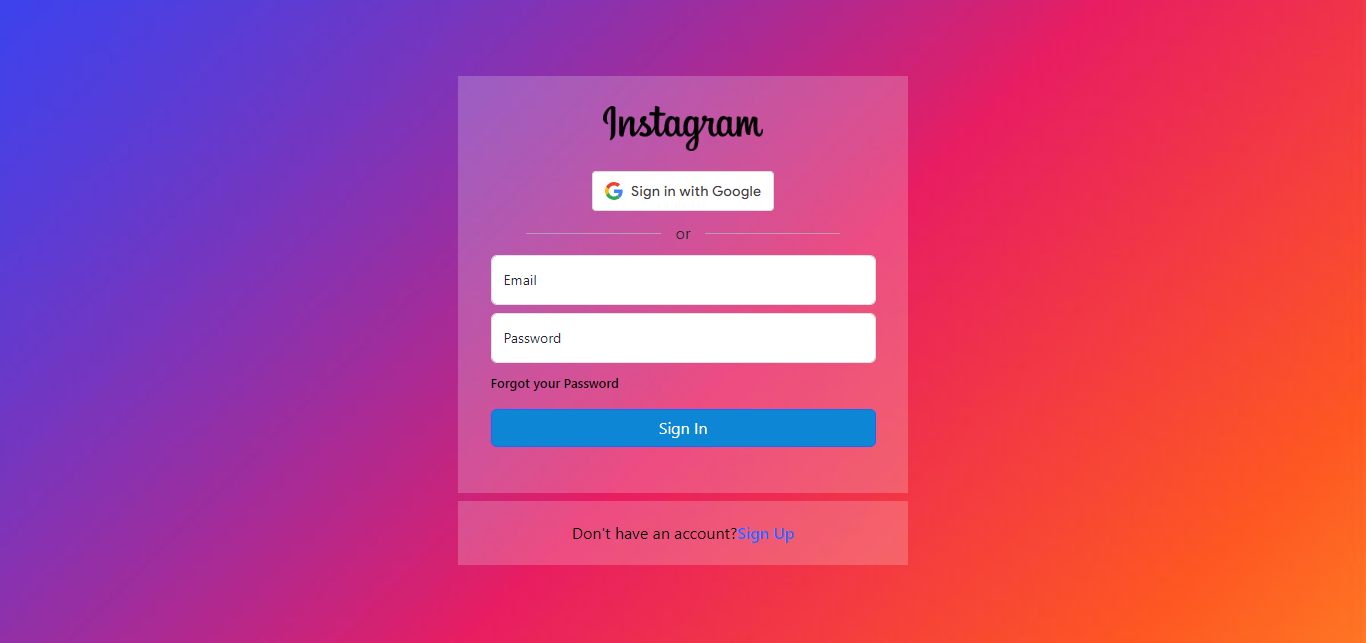 Instagram
Sign in with Google
or
Email
Password
Forgot your Password
Sign In
Don't have an account?Sign Up